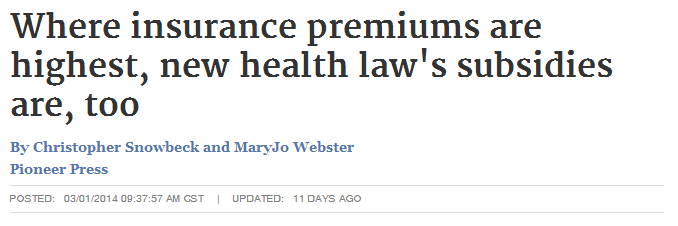 Where insurance premiums are
highest, new health law's subsidies
are, too
By Christopher Snowbeck and MaryJo Webster
Pioneer Press
POSTED: 03/01/2014 09:37:57 AM CST | UPDATED: 11 DAYS AGO